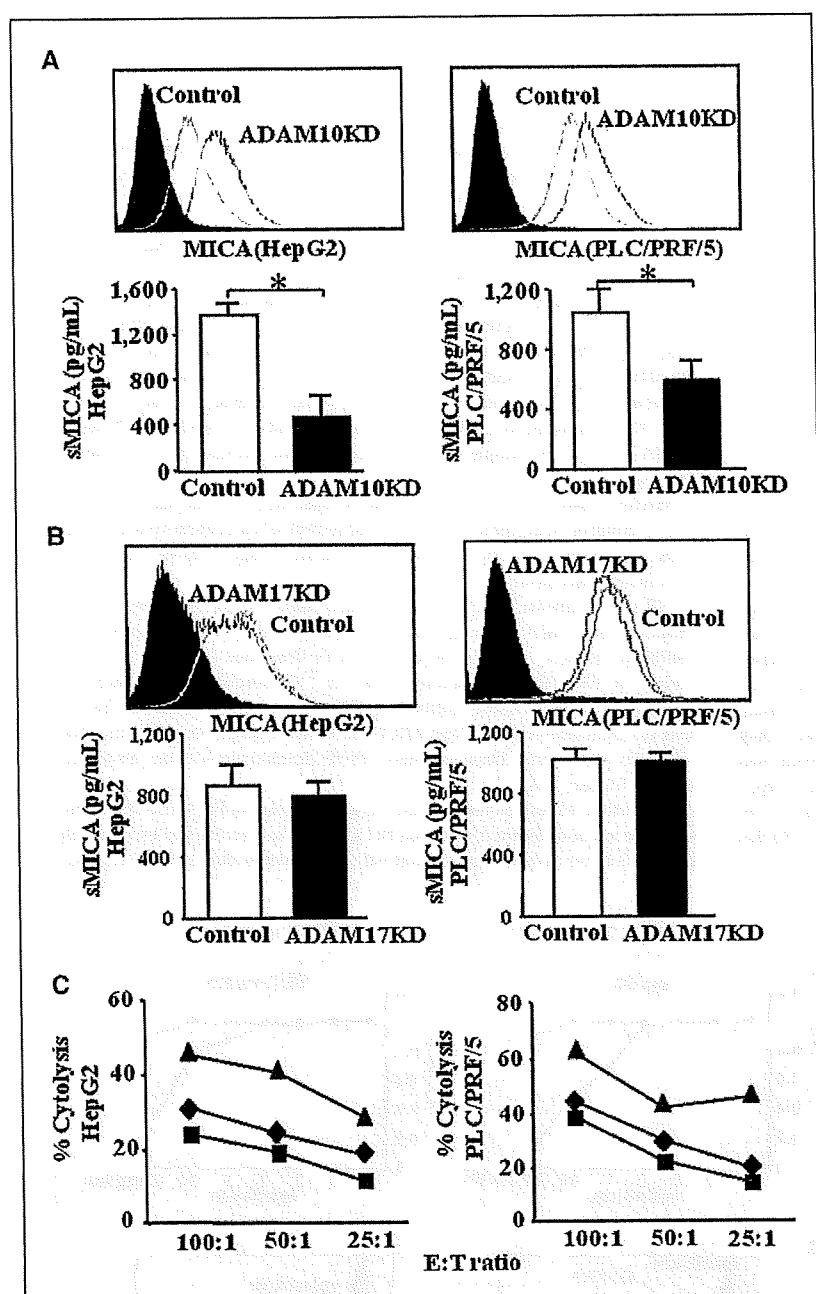 A
Control
ADAM10KD
MICA(HepG2)
Control
ADAM10KD
MICA(PLC/PRF/5)
sMICA (pg/mL)
HepG2
1,600
1,200
800
400
0
*
Control ADAM10KD
sMICA (pg/mL)
PLC/PRF/5
1,200
800
400
0
*
Control ADAM10KD
B
ADAM17KD
Control
MICA(HepG2)
ADAM17KD
Control
MICA(PLC/PRF/5)
sMICA (pg/mL)
HepG2
1,200
800
400
0
Control ADAM17KD
sMICA (pg/mL)
PLC/PRF/5
1,200
800
400
0
Control ADAM17KD
C
% Cytolysis
HepG2
60
40
20
0
100:1 50:1 25:1
% Cytolysis
PLC/PRF/5
80
60
40
20
0
100:1 50:1 25:1
E:T ratio